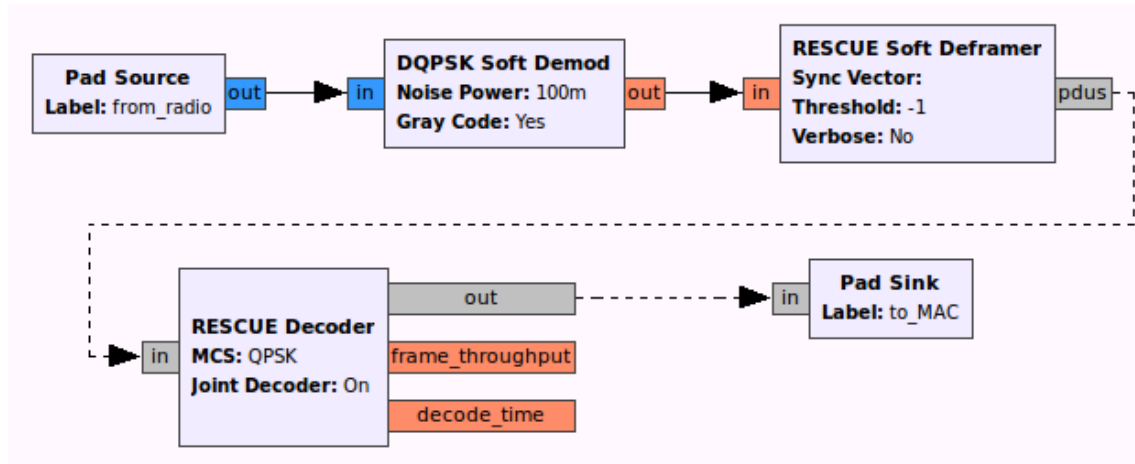 Pad Source
Label: from_radio
out
in
DQPSK Soft Demod
Noise Power: 100m
Gray Code: Yes
out
in
RESCUE Soft Deframer
Sync Vector:
Threshold: -1
Verbose: No
pdus
in
RESCUE Decoder
MCS: QPSK
Joint Decoder: On
out
frame_throughput
decode_time
in
Pad Sink
Label: to_MAC